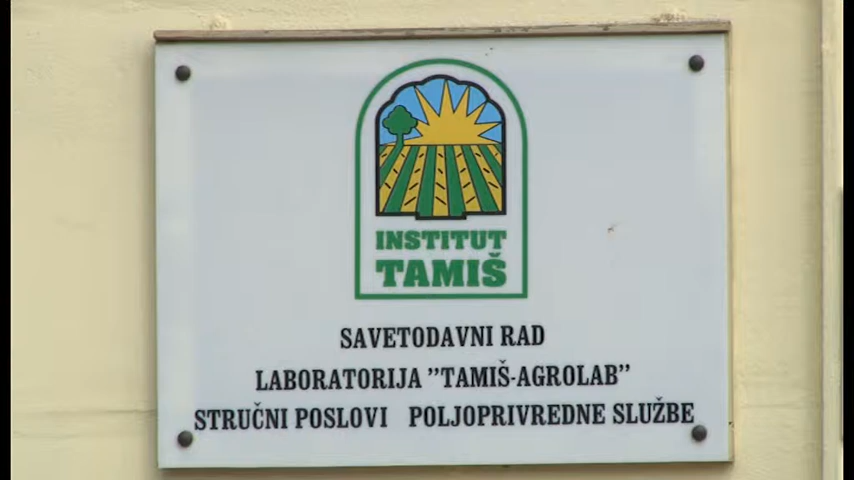 INSTITUT
TAMIŠ
SAVETODAVNI RAD
LABORATORIJA ”TAMIŠ-AGROLAB”
STRUČNI POSLOVI POLJOPRIVREDNE SLUŽBE